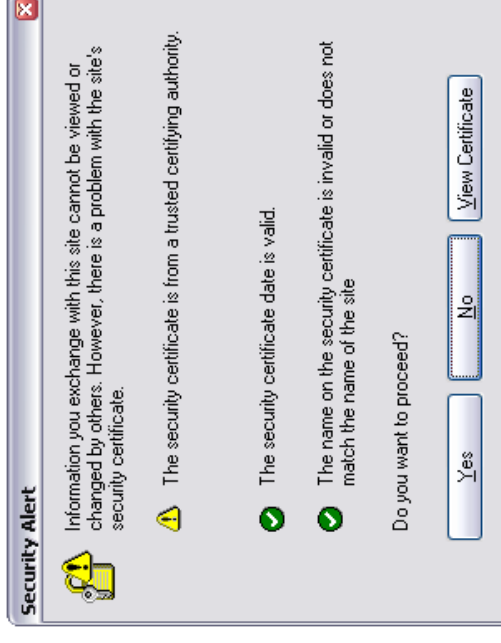 Security Alert
Information you exchange with this site cannot be viewed or
changed by others. However, there is a problem with the site's
security certificate.
The security certificate is from a trusted certifying authority.
The security certificate date is valid.
The name on the security certificate is invalid or does not
match the name of the site
Do you want to proceed?
Yes
No
View Certificate